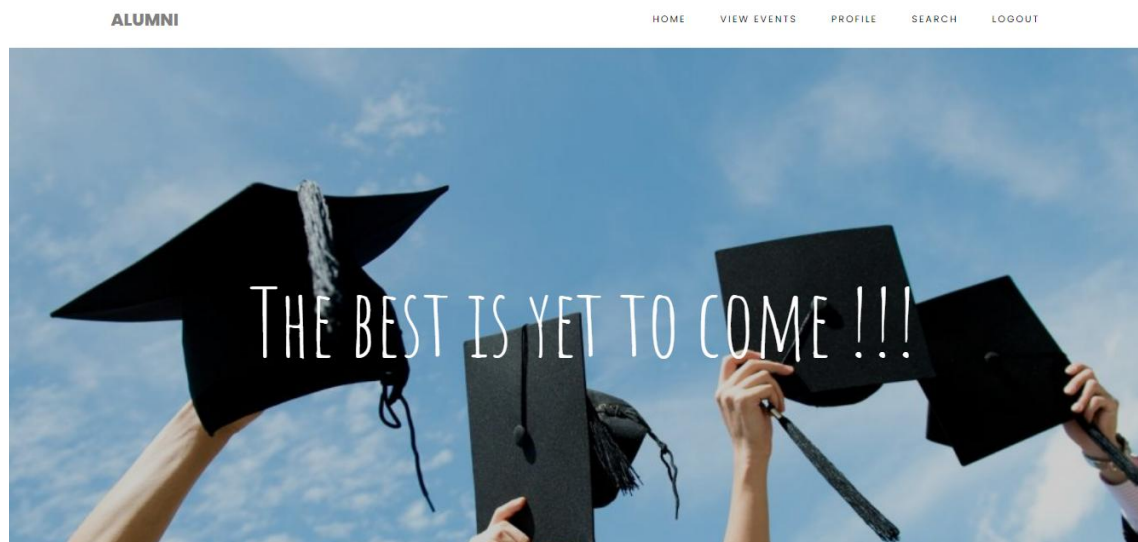 ALUMNI
HOME VIEW EVENTS PROFILE SEARCH LOGOUT
The best is yet to come !!!